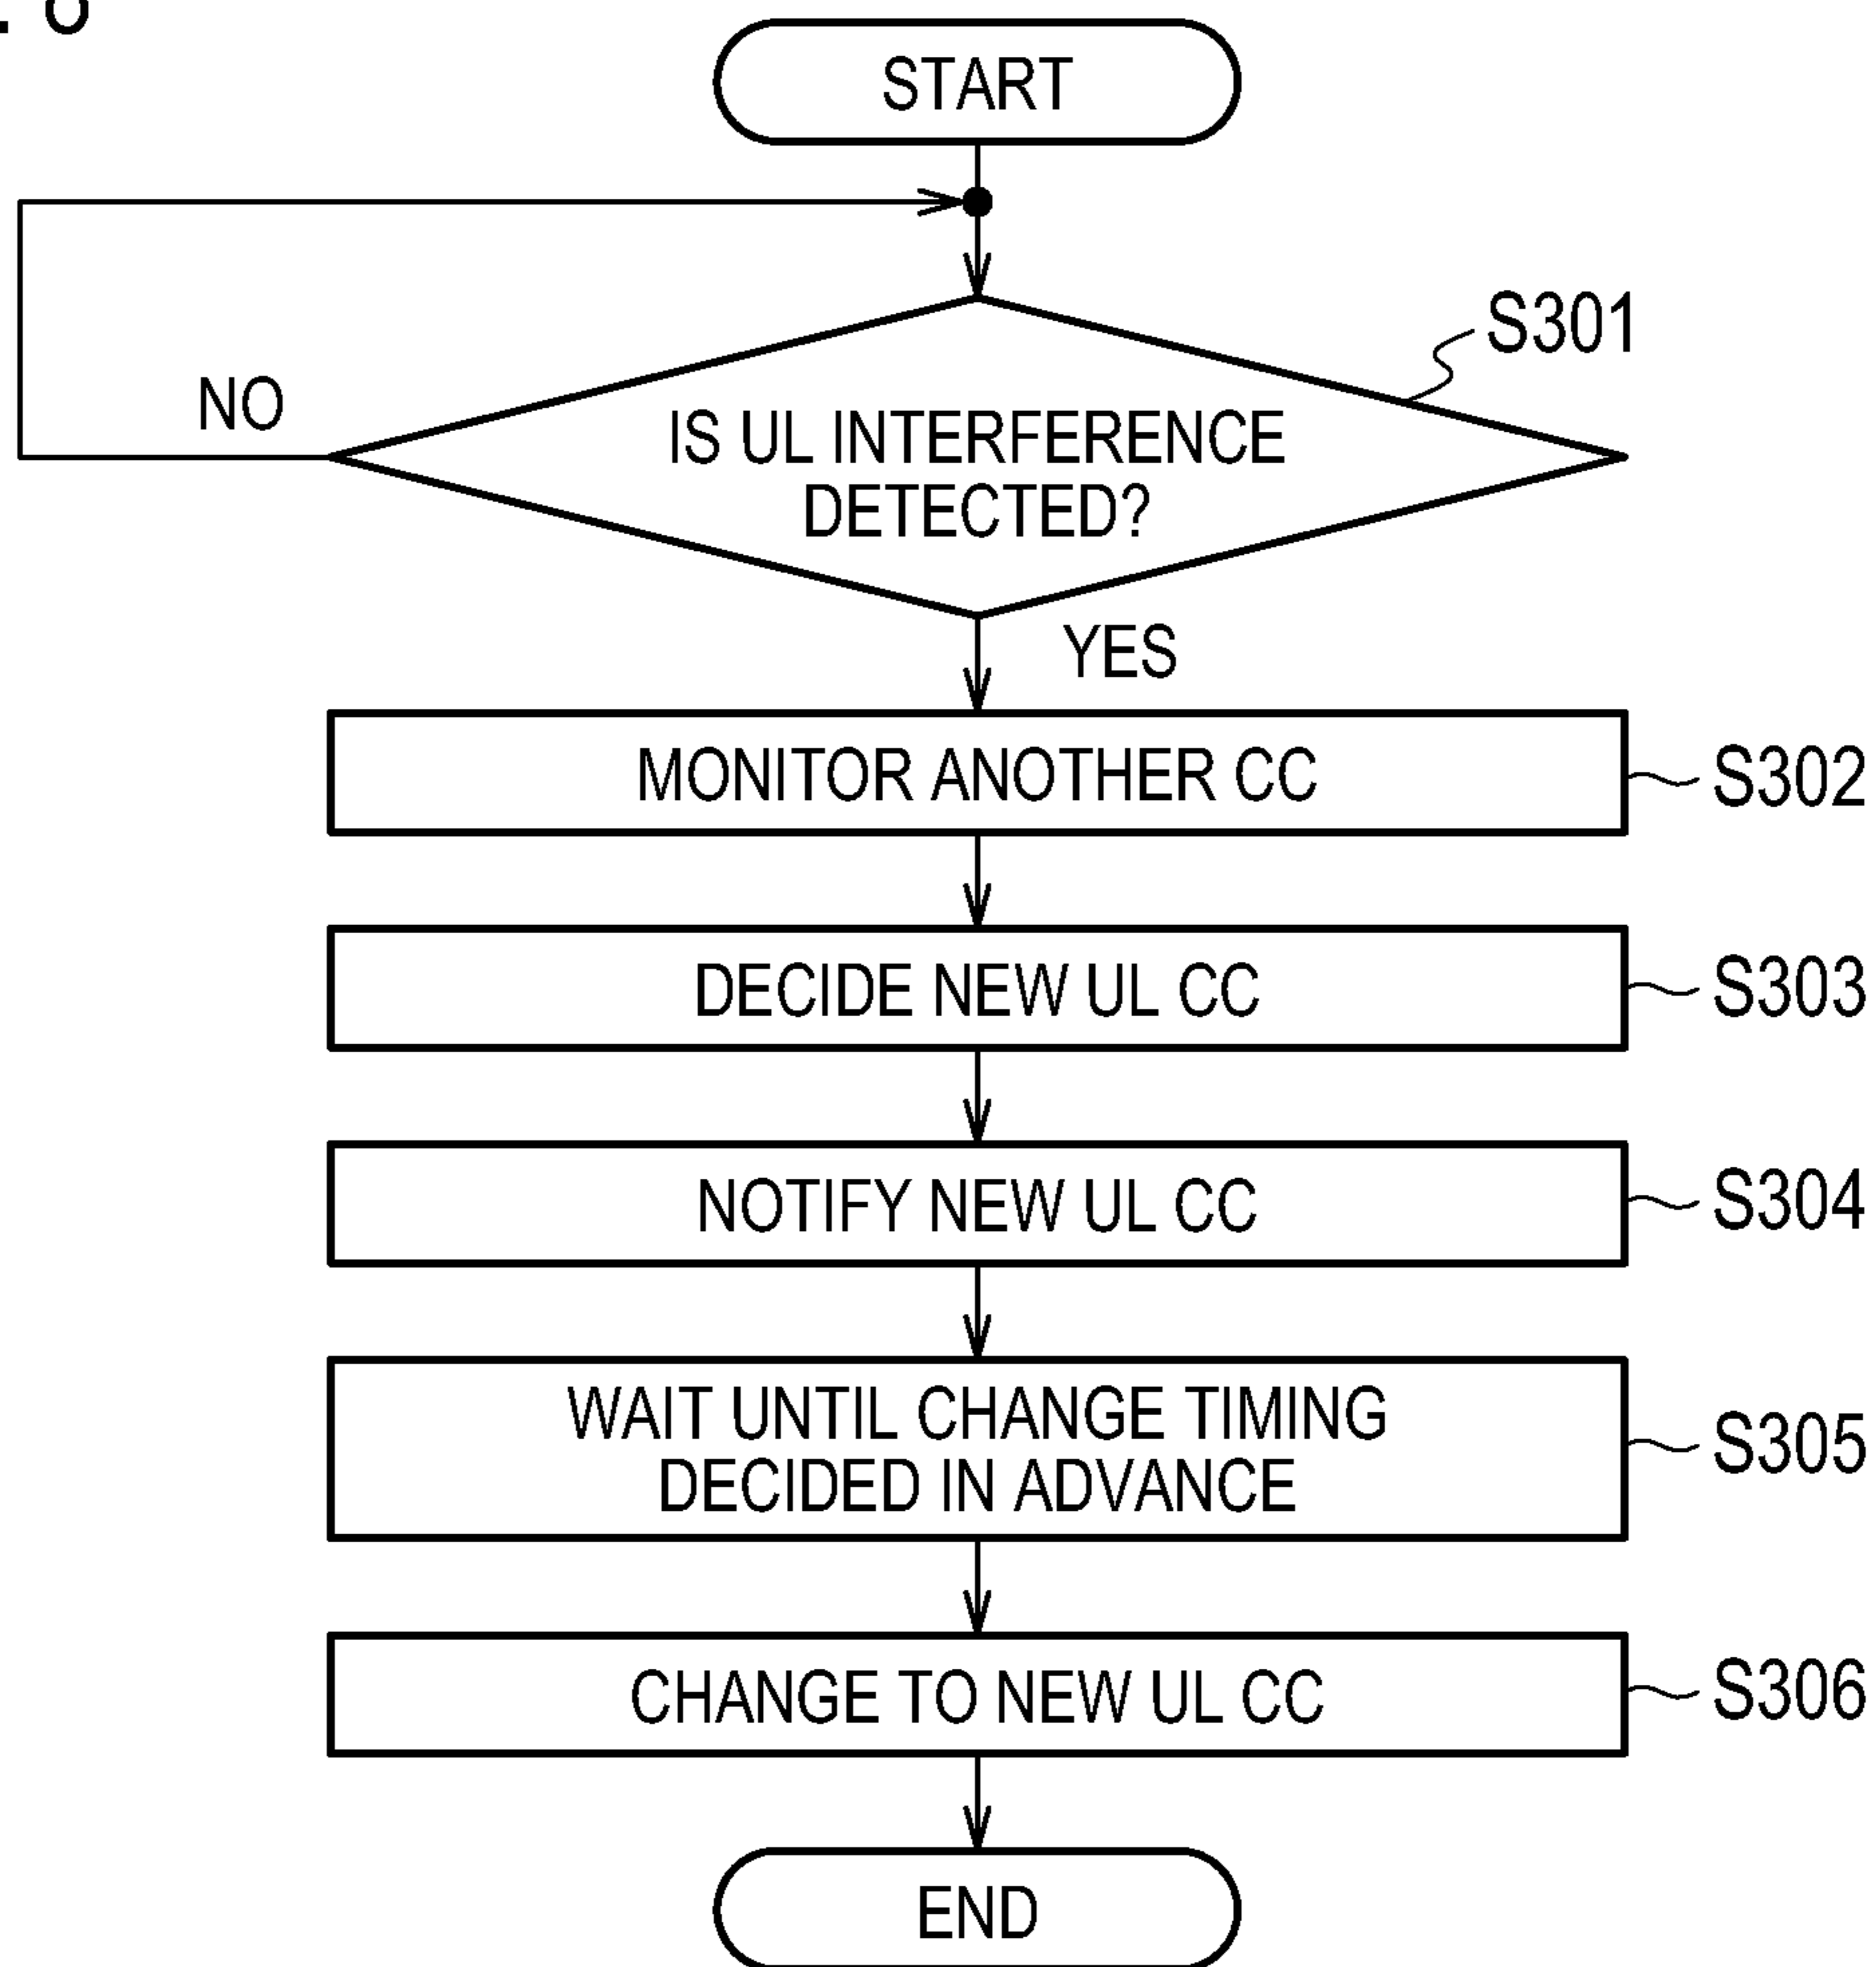 START
S301
NO
IS UL INTERFERENCE
DETECTED?
YES
MONITOR ANOTHER CC
S302
DECIDE NEW UL CC
S303
NOTIFY NEW UL CC
S304
WAIT UNTIL CHANGE TIMING
DECIDED IN ADVANCE
S305
CHANGE TO NEW UL CC
S306
END